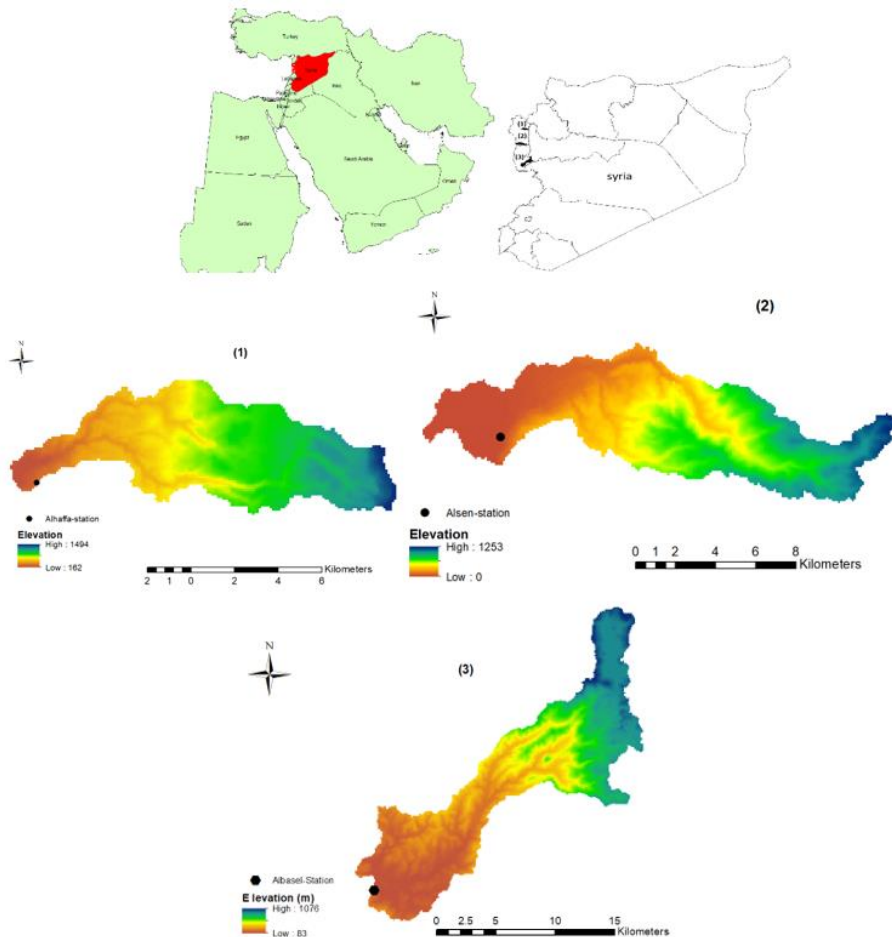 Turkey
Iraq
Iran
Egypt
Saudi Arabia
Oman
Yemen
Sudan
(1)
(2)
(3)
syria
N
(1)
Alhaffa-station
Elevation
High : 1494
Low : 162
2 1 0 2 4 6
Kilometers
N
(2)
Alsen-station
Elevation
High : 1253
Low : 0
0 1 2 4 6 8
Kilometers
N
(3)
Albasel-Station
E levation (m)
High : 1076
Low : 83
0 2.5 5 10 15
Kilometers